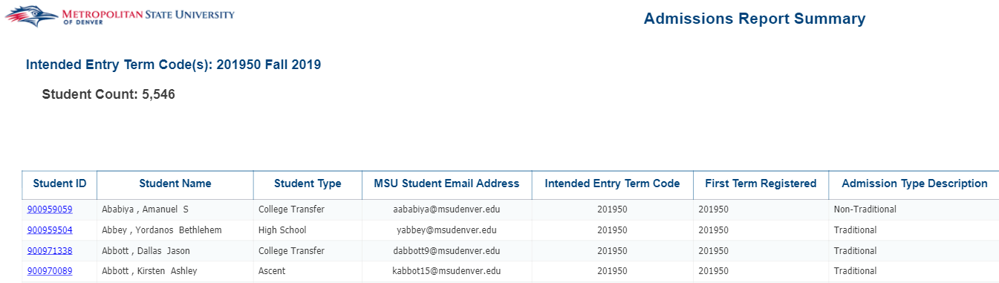 METROPOLITAN STATE UNIVERSITY
OF DENVER
Admissions Report Summary
Intended Entry Term Code(s): 201950 Fall 2019
Student Count: 5,546
Student ID Student Name Student Type MSU Student Email Address Intended Entry Term Code First Term Registered Admission Type Description
900959059 Ababiya , Amanuel S College Transfer aababiya@msudenver.edu 201950 201950 Non-Traditional
900959504 Abbey , Yordanos Bethlehem High School yabbey@msudenver.edu 201950 201950 Traditional
900971338 Abbott , Dallas Jason College Transfer dabbott9@msudenver.edu 201950 201950 Traditional
900970089 Abbott , Kirsten Ashley Ascent kabbot15@msudenver.edu 201950 201950 Traditional